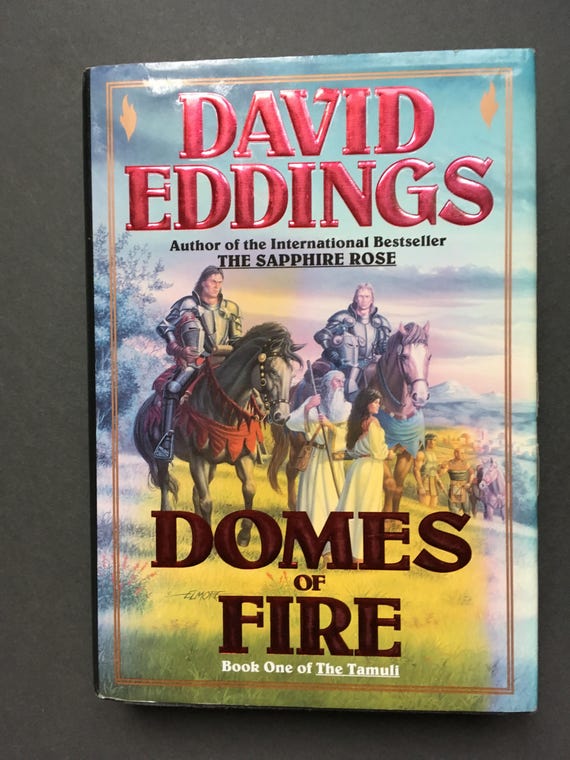 DAVID
EDDINGS
Author of the International Bestseller
THE SAPPHIRE ROSE
DOMES
OF
ELMORE
FIRE
Book One of The Tamuli